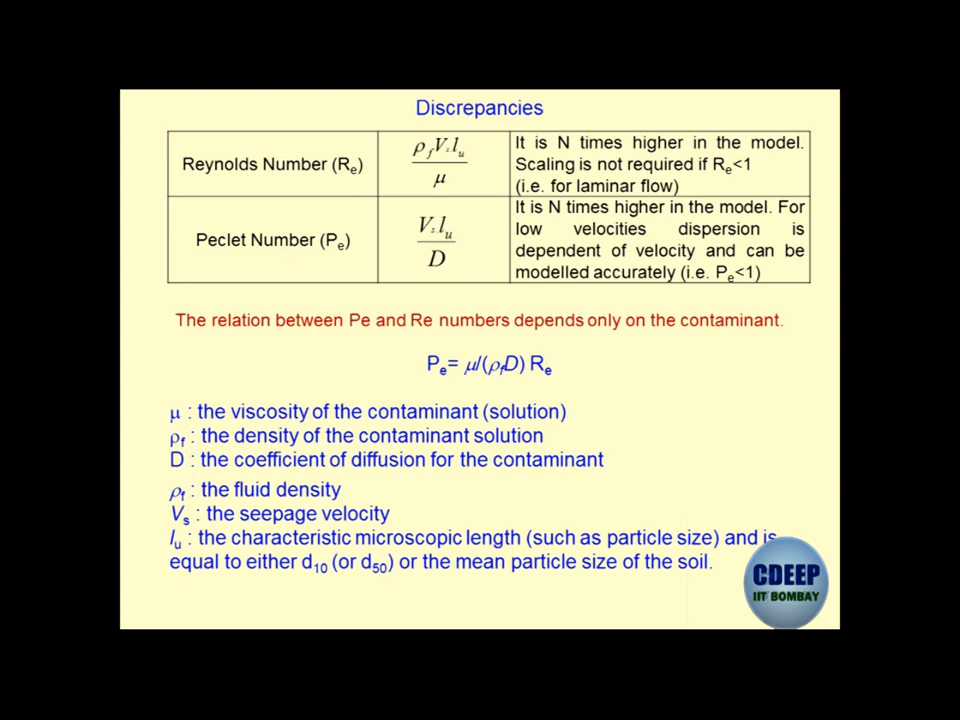 Discrepancies
Reynolds Number (Re)
ρf Vs lu
μ
It is N times higher in the model.
Scaling is not required if Re<1
(i.e. for laminar flow)
Peclet Number (Pe)
Vs lu
D
It is N times higher in the model. For
low velocities dispersion is
dependent of velocity and can be
modelled accurately (i.e. Pe<1)
The relation between Pe and Re numbers depends only on the contaminant.
Pe= μ/(ρfD) Re
μ : the viscosity of the contaminant (solution)
ρf : the density of the contaminant solution
D : the coefficient of diffusion for the contaminant
ρf : the fluid density
Vs : the seepage velocity
lu : the characteristic microscopic length (such as particle size) and is
equal to either d10 (or d50) or the mean particle size of the soil.
CDEEP
IIT BOMBAY